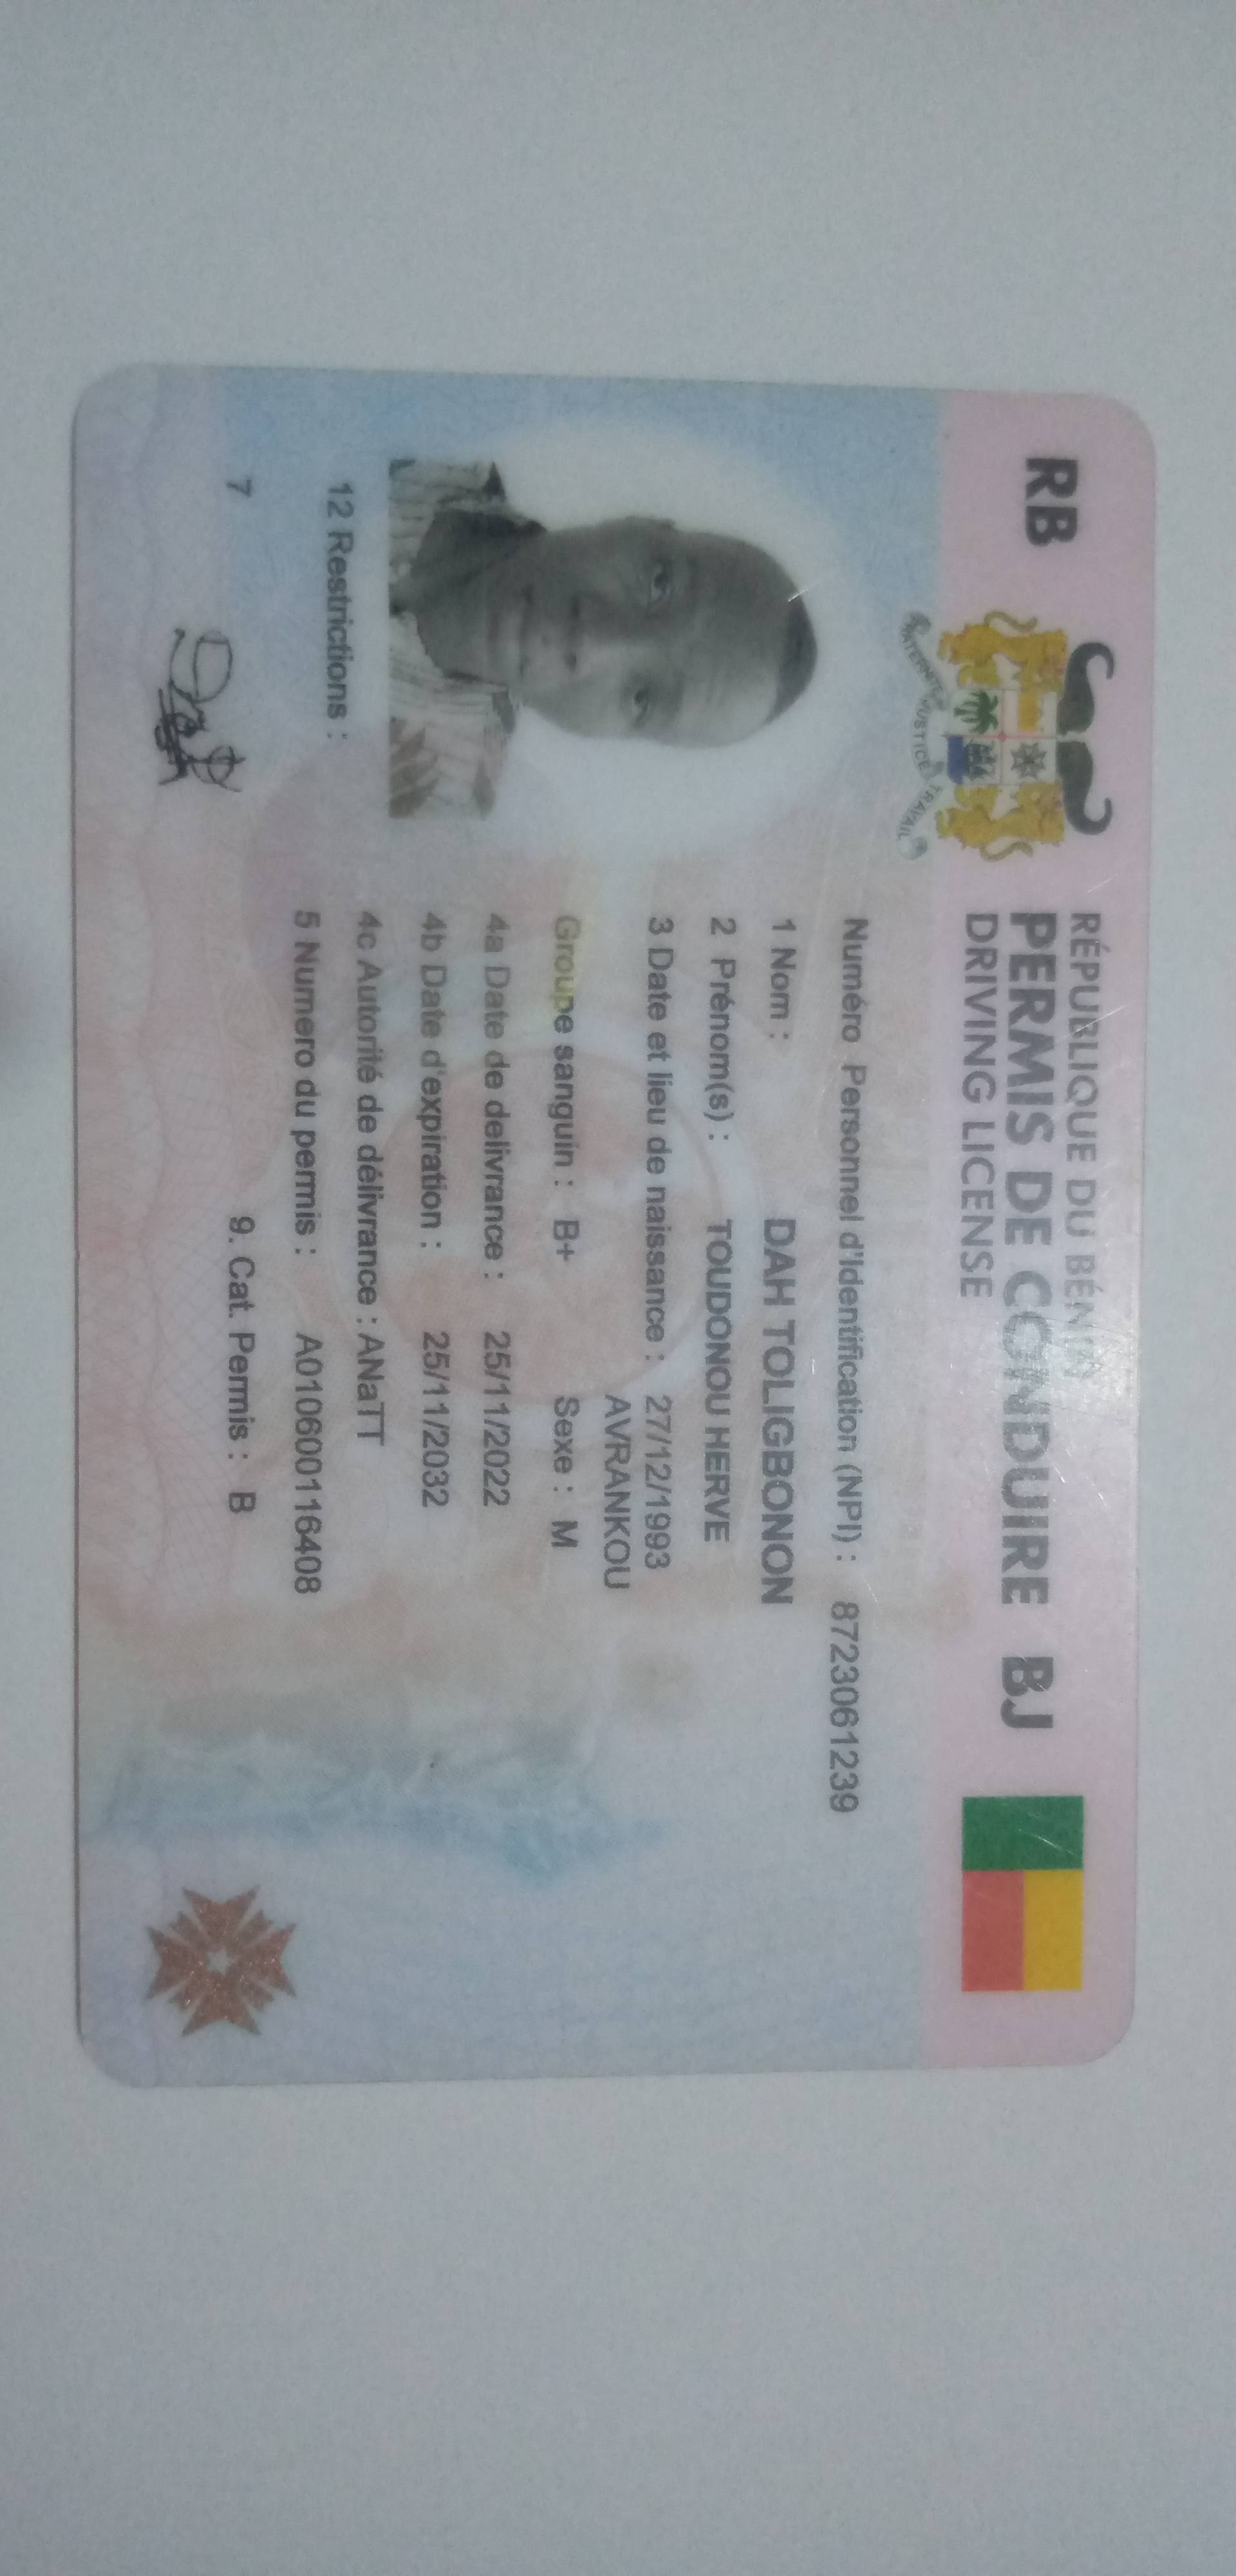 RB
RÉPUBLIQUE DU BÉNIN
PERMIS DE CONDUIRE BJ
DRIVING LICENSE
FRATERNITÉ JUSTICE TRAVAIL
Numéro Personnel d'Identification (NPI) : 8723061239
1 Nom : DAH TOLIGBONON
2 Prénom(s) : TOUDONOU HERVE
3 Date et lieu de naissance : 27/12/1993
AVRANKOU
Groupe sanguin : B+ Sexe : M
4a Date de delivrance : 25/11/2022
4b Date d'expiration : 25/11/2032
4c Autorité de délivrance : ANaTT
5 Numero du permis : A0106001116408
12 Restrictions :
7
9. Cat. Permis : B